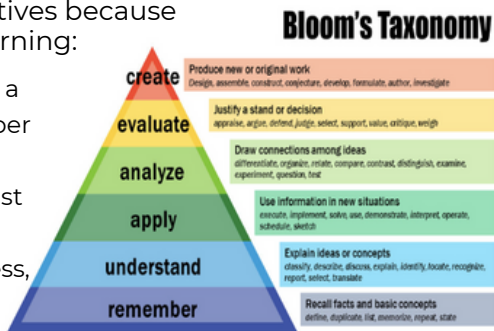 tives because
rning:
a
per
st
ss,
Bloom's Taxonomy
create
Produce new or original work
Design, assemble, construct, conjecture, develop, formulate, author, investigate
evaluate
Justify a stand or decision
appraise, argue, defend, judge, select, support, value, critique, weigh
analyze
Draw connections among ideas
differentiate, organize, relate, compare, contrast, distinguish, examine,
experiment, question, test
apply
Use information in new situations
execute, implement, solve, use, demonstrate, interpret, operate,
schedule, sketch
understand
Explain ideas or concepts
classify, describe, discuss, explain, identify, locate, recognize,
report, select, translate
remember
Recall facts and basic concepts
define, duplicate, list, memorize, repeat, state